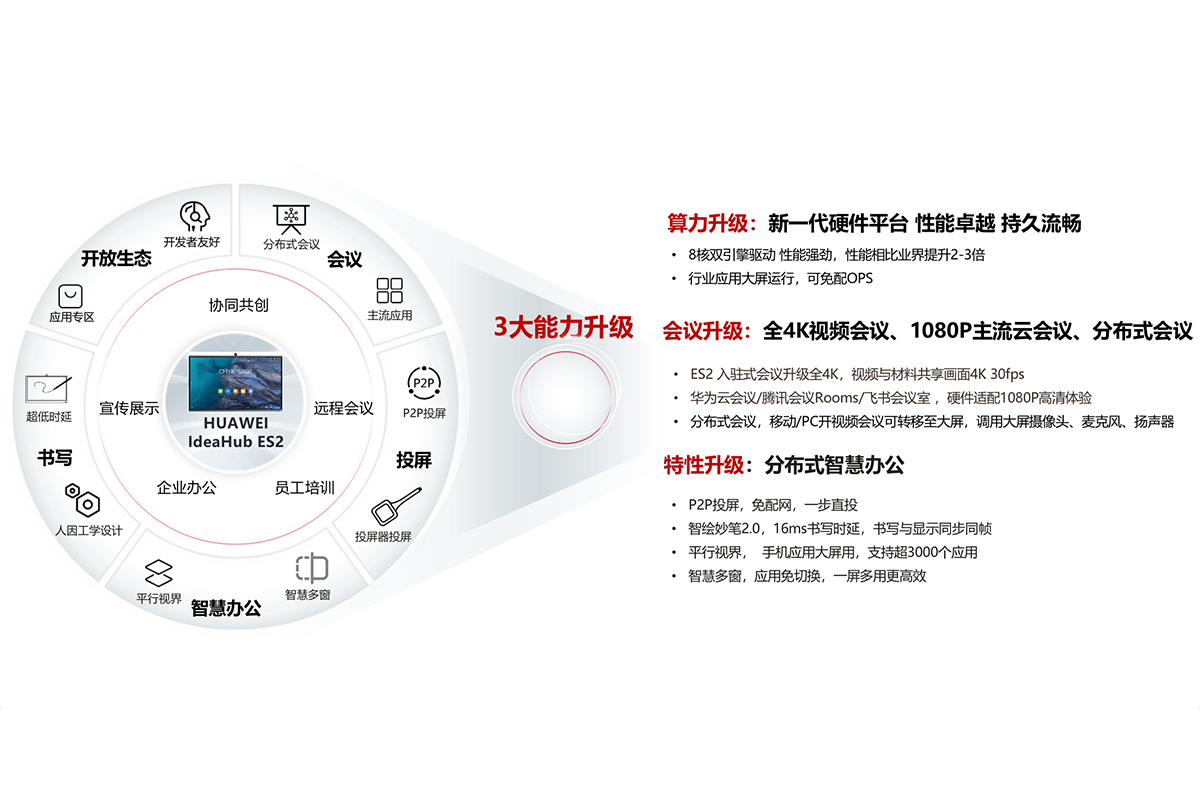 开发者友好
分布式会议
开放生态
会议
应用专区
主流应用
协同共创
CMYK·SRGB
超低时延
宣传展示
远程会议
P2P
P2P投屏
HUAWEI
IdeaHub ES2
书写
投屏
企业办公
员工培训
人因工学设计
投屏器投屏
平行视界
智慧办公
智慧多窗
3大能力升级
算力升级：新一代硬件平台 性能卓越 持久流畅
• 8核双引擎驱动 性能强劲，性能相比业界提升2-3倍
• 行业应用大屏运行，可免配OPS
会议升级：全4K视频会议、1080P主流云会议、分布式会议
• ES2 入驻式会议升级全4K，视频与材料共享画面4K 30fps
• 华为云会议/腾讯会议Rooms/飞书会议室 ，硬件适配1080P高清体验
• 分布式会议，移动/PC开视频会议可转移至大屏，调用大屏摄像头、麦克风、扬声器
特性升级：分布式智慧办公
• P2P投屏，免配网，一步直投
• 智绘妙笔2.0，16ms书写时延，书写与显示同步同帧
• 平行视界， 手机应用大屏用，支持超3000个应用
• 智慧多窗，应用免切换，一屏多用更高效